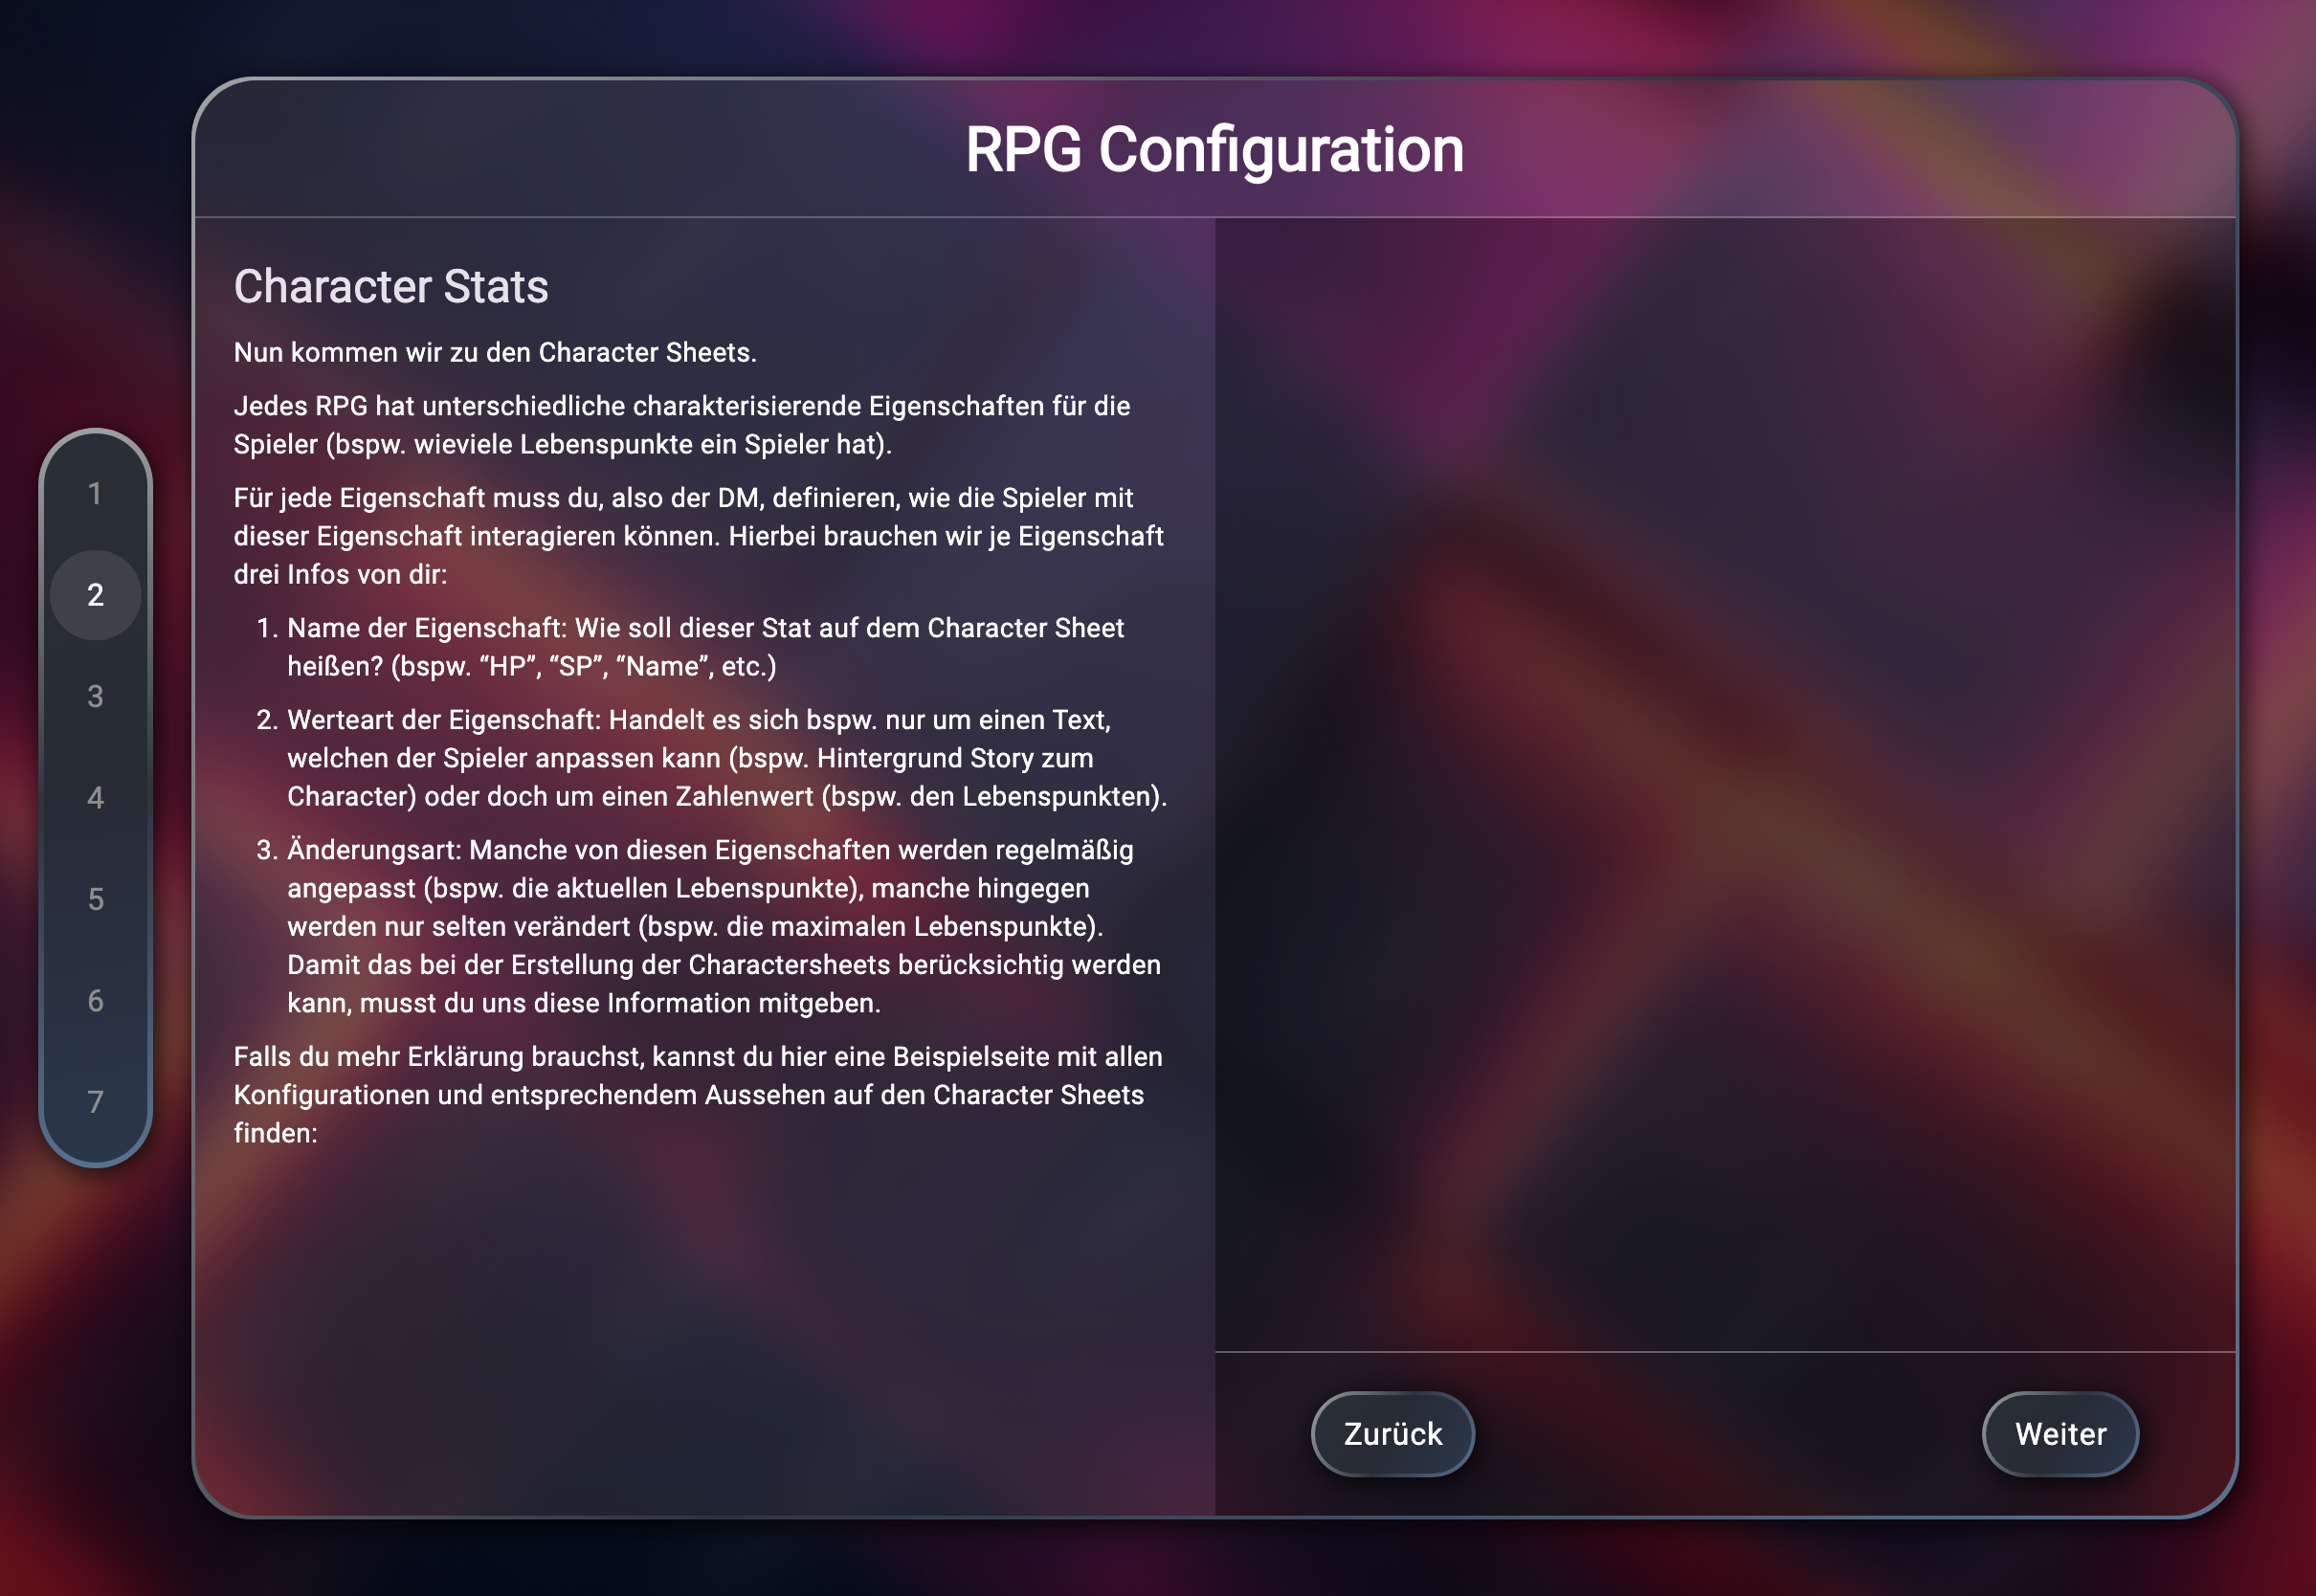 RPG Configuration
1
2
3
4
5
6
7
Character Stats
Nun kommen wir zu den Character Sheets.
Jedes RPG hat unterschiedliche charakterisierende Eigenschaften für die
Spieler (bspw. wieviele Lebenspunkte ein Spieler hat).
Für jede Eigenschaft muss du, also der DM, definieren, wie die Spieler mit
dieser Eigenschaft interagieren können. Hierbei brauchen wir je Eigenschaft
drei Infos von dir:
1. Name der Eigenschaft: Wie soll dieser Stat auf dem Character Sheet
heißen? (bspw. “HP”, “SP”, “Name”, etc.)
2. Werteart der Eigenschaft: Handelt es sich bspw. nur um einen Text,
welchen der Spieler anpassen kann (bspw. Hintergrund Story zum
Character) oder doch um einen Zahlenwert (bspw. den Lebenspunkten).
3. Änderungsart: Manche von diesen Eigenschaften werden regelmäßig
angepasst (bspw. die aktuellen Lebenspunkte), manche hingegen
werden nur selten verändert (bspw. die maximalen Lebenspunkte).
Damit das bei der Erstellung der Charactersheets berücksichtig werden
kann, musst du uns diese Information mitgeben.
Falls du mehr Erklärung brauchst, kannst du hier eine Beispielseite mit allen
Konfigurationen und entsprechendem Aussehen auf den Character Sheets
finden:
Zurück
Weiter